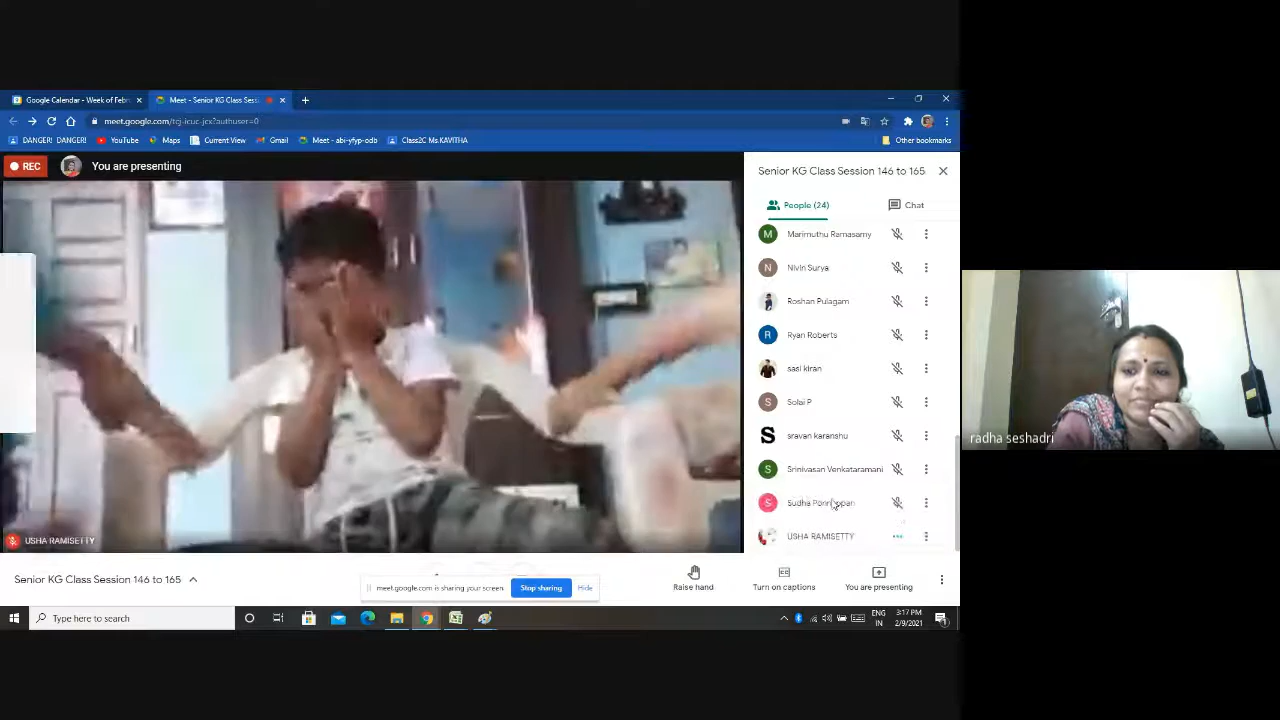 Google Calendar - Week of Febr
Meet - Senior KG Class Sessi
meet.google.com/tcj-icuc-jcx?authuser=0
DANGER! DANGER!
YouTube
Maps
Current View
Gmail
Meet - abi-yfyp-odb
Class2C Ms.KAVITHA
Other bookmarks
REC
You are presenting
Senior KG Class Session 146 to 165
People (24)
Chat
M
Marimuthu Ramasamy
N
Nivin Surya
Roshan Pulagam
R
Ryan Roberts
sasi kiran
S
Solai P
S
sravan karanshu
S
Srinivasan Venkataramani
S
Sudha
USHA RAMISETTY
USHA RAMISETTY
radha seshadri
Senior KG Class Session 146 to 165
meet.google.com is sharing your screen.
Stop sharing
Hide
Raise hand
CC
Turn on captions
You are presenting
Type here to search
ENG
IN
3:17 PM
2/9/2021